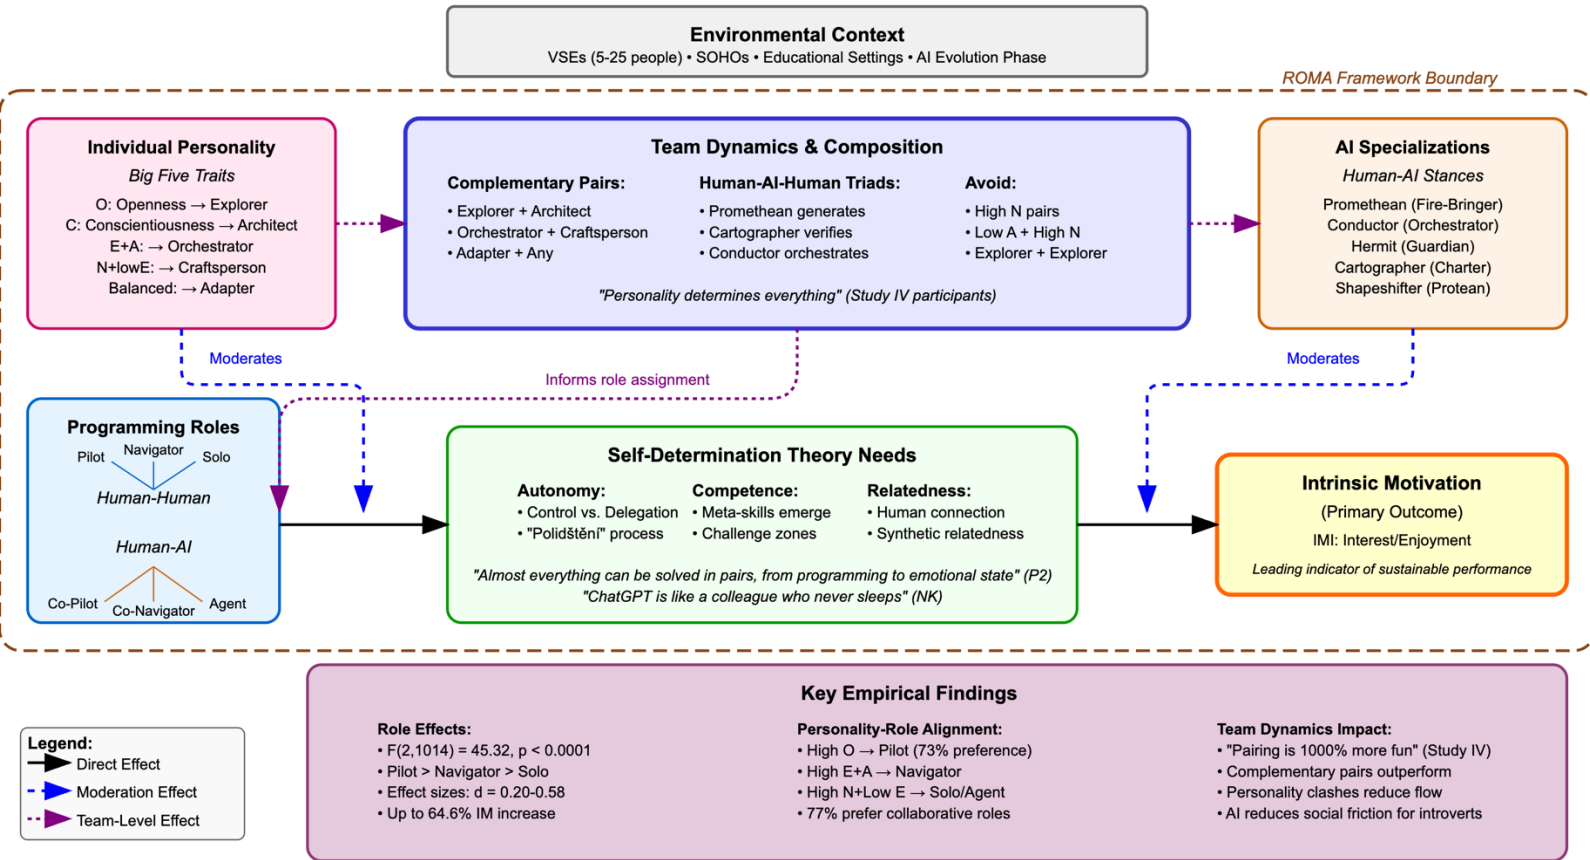 Environmental Context
VSEs (5-25 people) • SOHOs • Educational Settings • AI Evolution Phase
ROMA Framework Boundary
Individual Personality
Big Five Traits
O: Openness → Explorer
C: Conscientiousness → Architect
E+A: → Orchestrator
N+lowE: → Craftsperson
Balanced: → Adapter
Team Dynamics & Composition
Complementary Pairs:
• Explorer + Architect
• Orchestrator + Craftsperson
• Adapter + Any
Human-AI-Human Triads:
• Promethean generates
• Cartographer verifies
• Conductor orchestrates
Avoid:
• High N pairs
• Low A + High N
• Explorer + Explorer
"Personality determines everything" (Study IV participants)
AI Specializations
Human-AI Stances
Promethean (Fire-Bringer)
Conductor (Orchestrator)
Hermit (Guardian)
Cartographer (Charter)
Shapeshifter (Protean)
Moderates
Informs role assignment
Moderates
Programming Roles
Pilot
Navigator
Solo
Human-Human
Human-AI
Co-Pilot
Co-Navigator
Agent
Self-Determination Theory Needs
Autonomy:
• Control vs. Delegation
• "Polidštění" process
Competence:
• Meta-skills emerge
• Challenge zones
Relatedness:
• Human connection
• Synthetic relatedness
"Almost everything can be solved in pairs, from programming to emotional state" (P2)
"ChatGPT is like a colleague who never sleeps" (NK)
Intrinsic Motivation
(Primary Outcome)
IMI: Interest/Enjoyment
Leading indicator of sustainable performance
Key Empirical Findings
Role Effects:
• F(2,1014) = 45.32, p < 0.0001
• Pilot > Navigator > Solo
• Effect sizes: d = 0.20-0.58
• Up to 64.6% IM increase
Personality-Role Alignment:
• High O → Pilot (73% preference)
• High E+A → Navigator
• High N+Low E → Solo/Agent
• 77% prefer collaborative roles
Team Dynamics Impact:
• "Pairing is 1000% more fun" (Study IV)
• Complementary pairs outperform
• Personality clashes reduce flow
• AI reduces social friction for introverts
Legend:
Direct Effect
Moderation Effect
Team-Level Effect